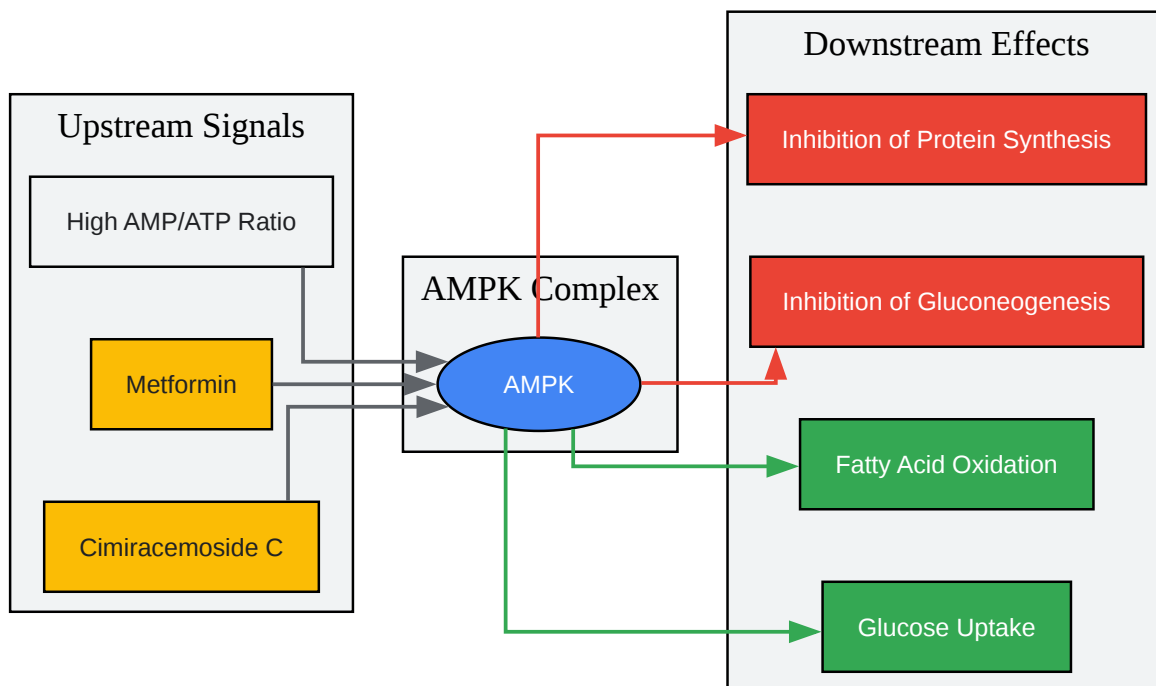 Upstream Signals
High AMP/ATP Ratio
Metformin
Cimiracemoside C
AMPK Complex
AMPK
Downstream Effects
Inhibition of Protein Synthesis
Inhibition of Gluconeogenesis
Fatty Acid Oxidation
Glucose Uptake